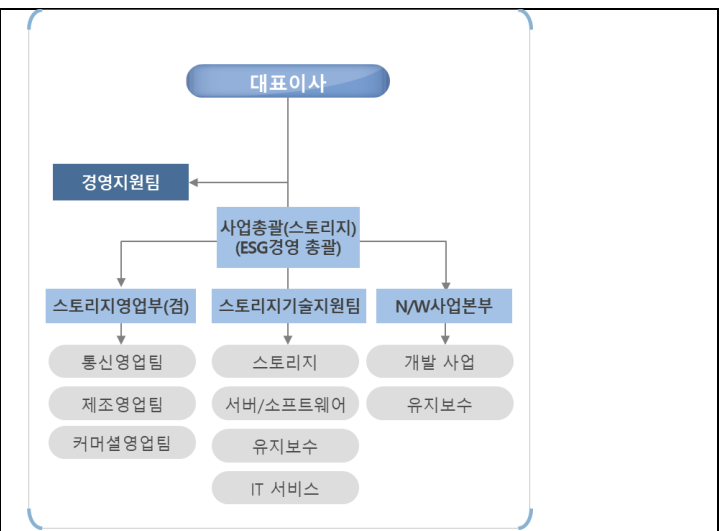 대표이사
경영지원팀
사업총괄(스토리지)
(ESG경영 총괄)
스토리지영업부(겸)
스토리지기술지원팀
N/W사업본부
통신영업팀
스토리지
개발 사업
제조영업팀
서버/소프트웨어
유지보수
커머셜영업팀
유지보수
IT 서비스